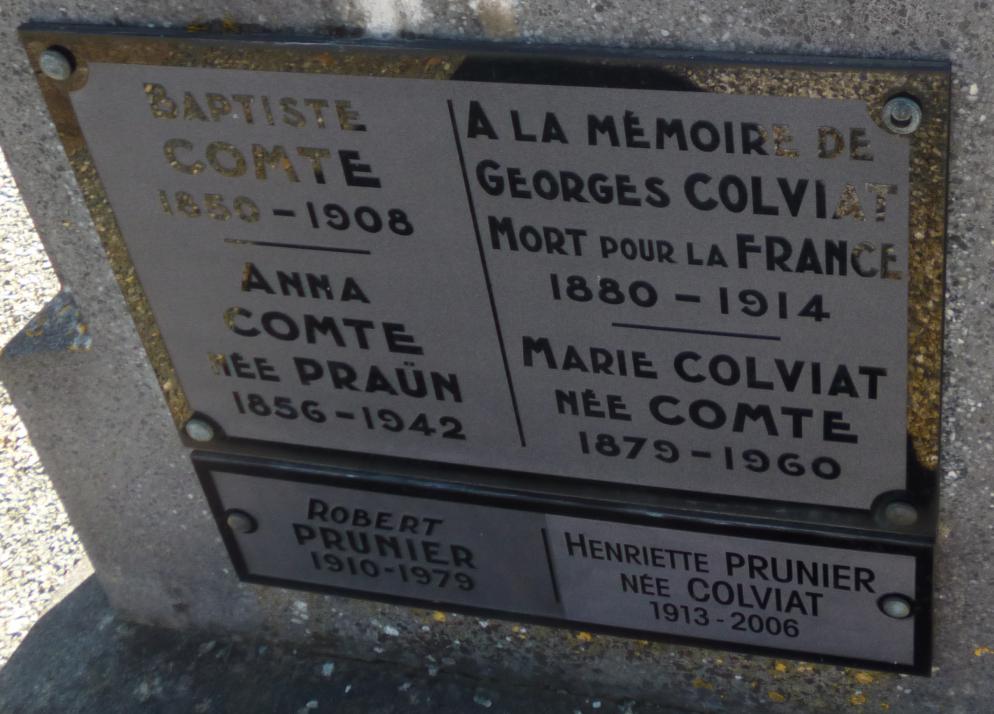 BAPTISTE
COMTE
1850 - 1908
ANNA
COMTE
NÉE PRAÜN
1856 - 1942
A LA MÉMOIRE DE
GEORGES COLVIAT
MORT POUR LA FRANCE
1880 - 1914
MARIE COLVIAT
NÉE COMTE
1879 - 1960
ROBERT
PRUNIER
1910-1979
HENRIETTE PRUNIER
NÉE COLVIAT
1913-2006